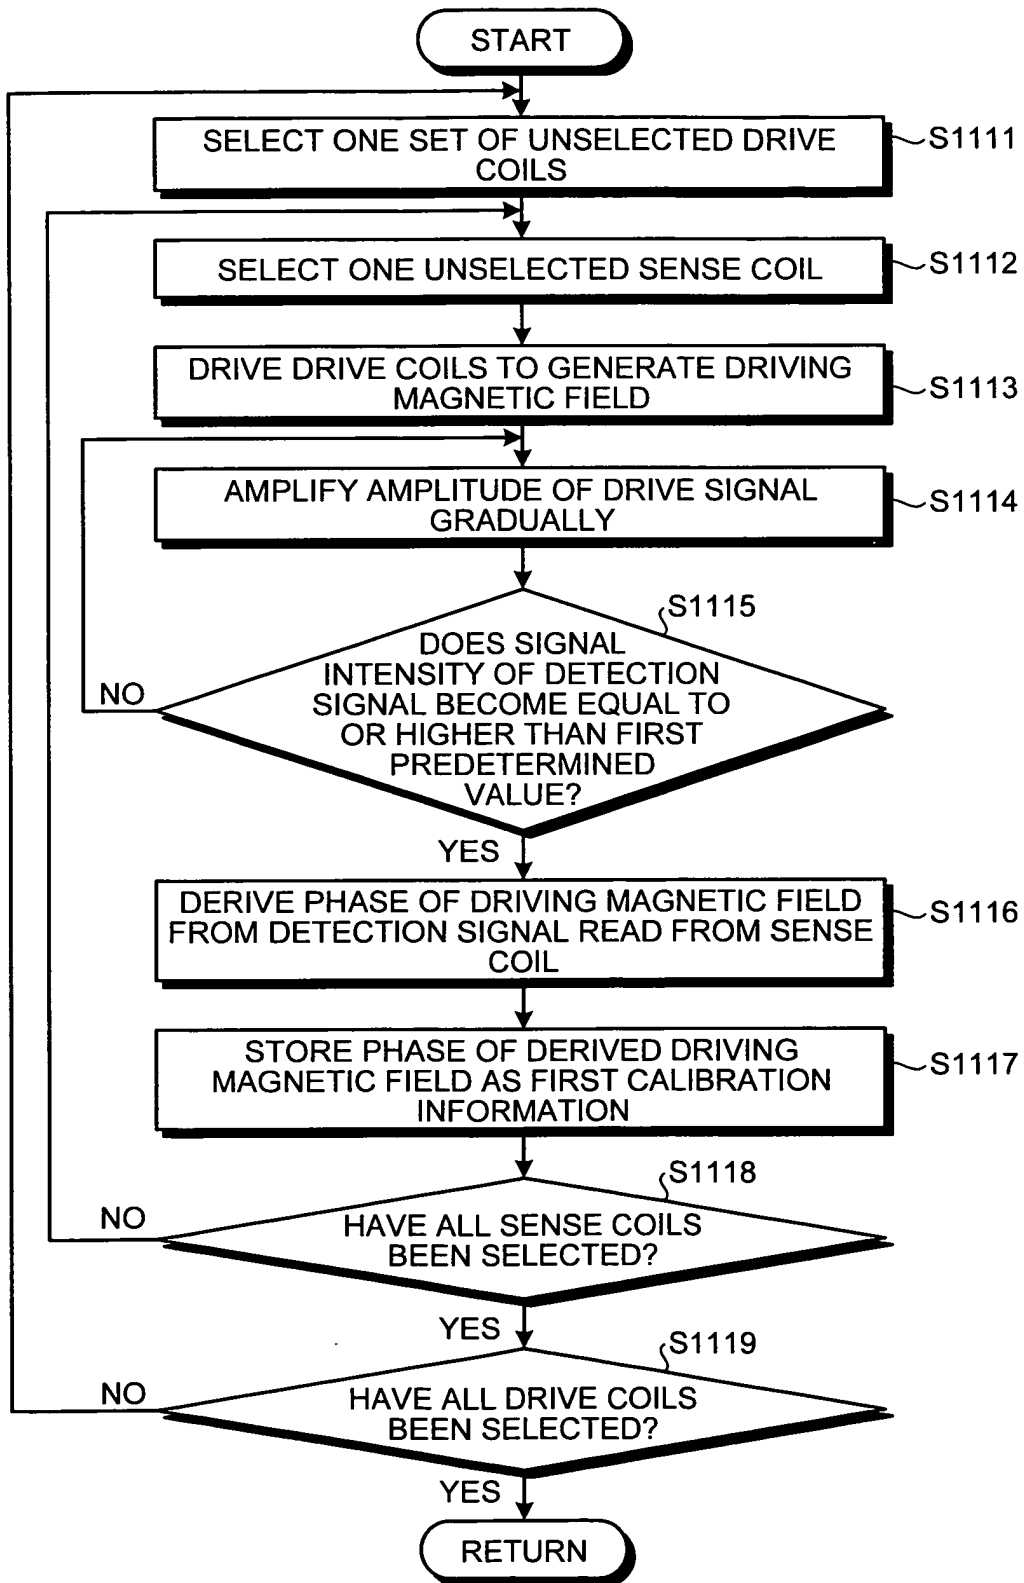 START
SELECT ONE SET OF UNSELECTED DRIVE
COILS
S1111
SELECT ONE UNSELECTED SENSE COIL
S1112
DRIVE DRIVE COILS TO GENERATE DRIVING
MAGNETIC FIELD
S1113
AMPLIFY AMPLITUDE OF DRIVE SIGNAL
GRADUALLY
S1114
S1115
DOES SIGNAL
INTENSITY OF DETECTION
SIGNAL BECOME EQUAL TO
OR HIGHER THAN FIRST
PREDETERMINED
VALUE?
NO
YES
DERIVE PHASE OF DRIVING MAGNETIC FIELD
FROM DETECTION SIGNAL READ FROM SENSE
COIL
S1116
STORE PHASE OF DERIVED DRIVING
MAGNETIC FIELD AS FIRST CALIBRATION
INFORMATION
S1117
S1118
HAVE ALL SENSE COILS
BEEN SELECTED?
NO
YES
S1119
HAVE ALL DRIVE COILS
BEEN SELECTED?
NO
YES
RETURN